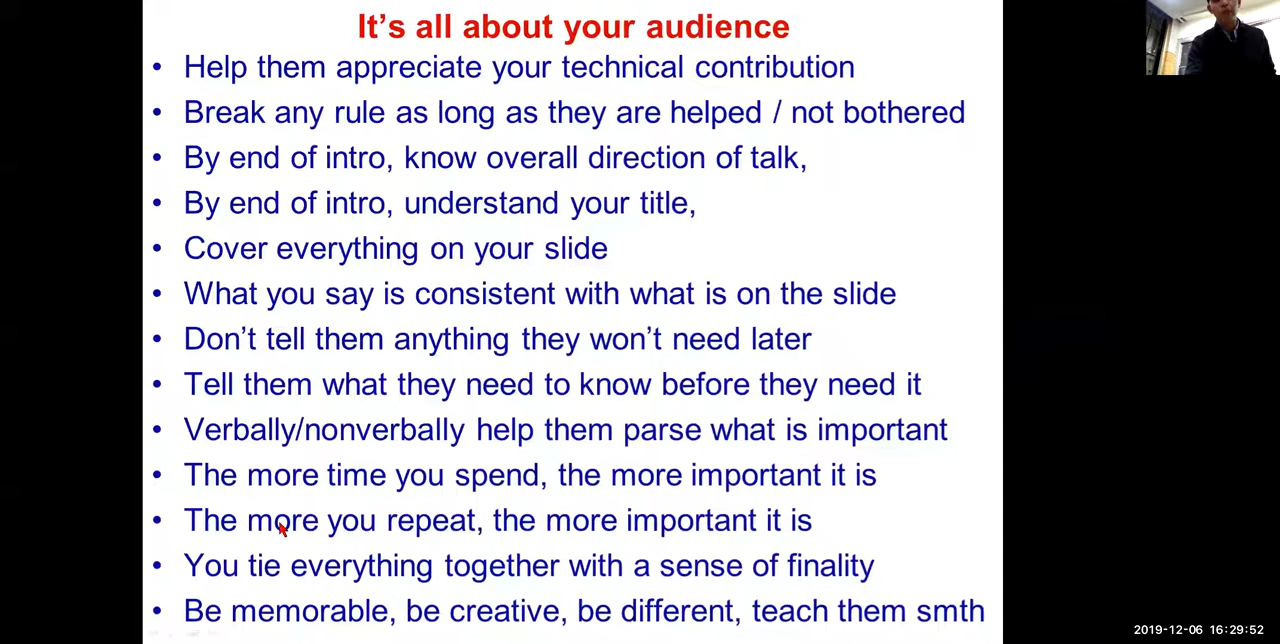 It's all about your audience
• Help them appreciate your technical contribution
• Break any rule as long as they are helped / not bothered
• By end of intro, know overall direction of talk,
• By end of intro, understand your title,
• Cover everything on your slide
• What you say is consistent with what is on the slide
• Don't tell them anything they won't need later
• Tell them what they need to know before they need it
• Verbally/nonverbally help them parse what is important
• The more time you spend, the more important it is
• The more you repeat, the more important it is
• You tie everything together with a sense of finality
• Be memorable, be creative, be different, teach them smth
2019-12-06 16:29:52